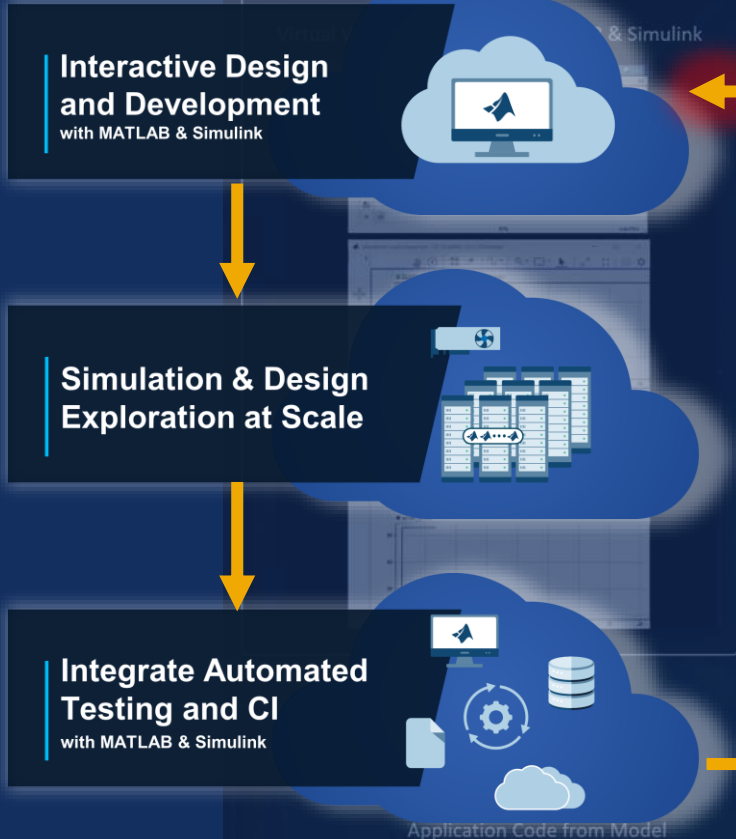 & Simulink
Interactive Design
and Development
with MATLAB & Simulink
Simulation & Design
Exploration at Scale
Integrate Automated
Testing and CI
with MATLAB & Simulink
Application Code from Model